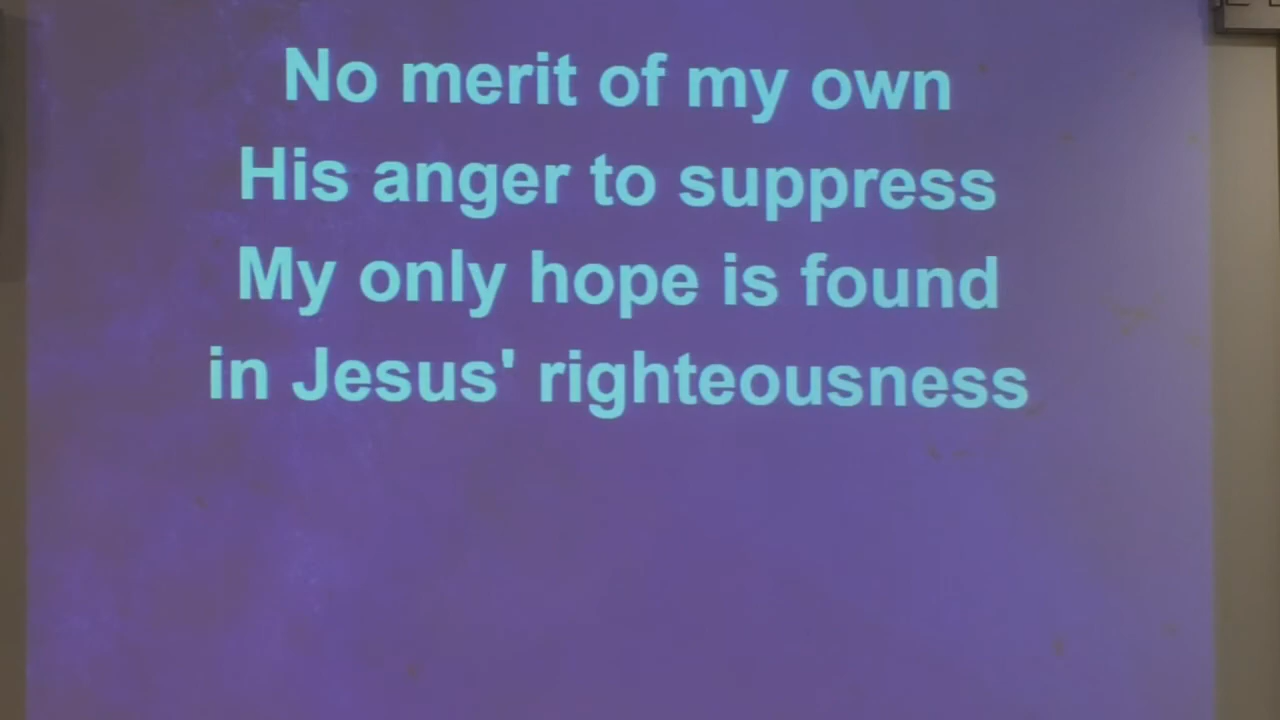 No merit of my own
His anger to suppress
My only hope is found
in Jesus' righteousness